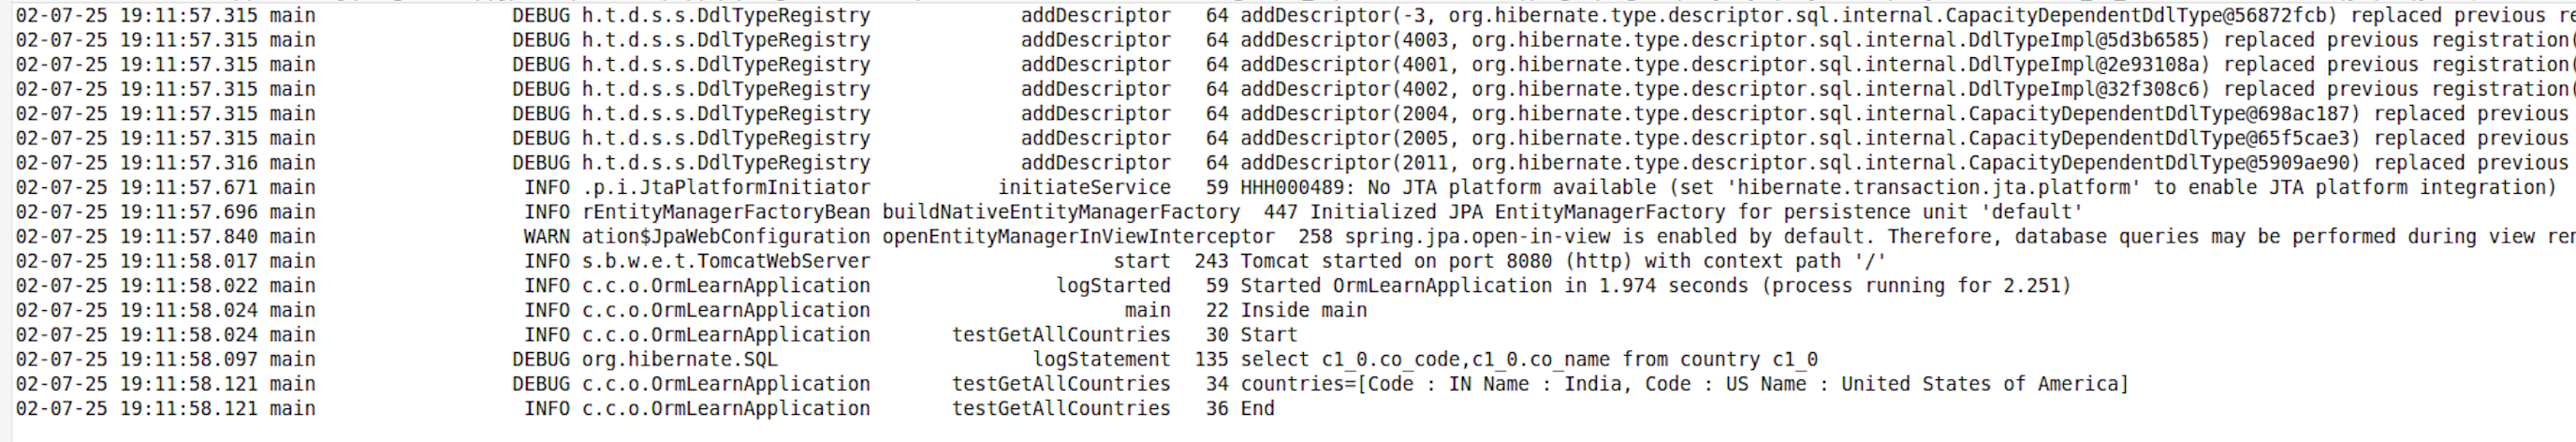 02-07-25 19:11:57.315 main DEBUG h.t.d.s.s.DdlTypeRegistry addDescriptor 64 addDescriptor(-3, org.hibernate.type.descriptor.sql.internal.CapacityDependentDdlType@56872fcb) replaced previous re
02-07-25 19:11:57.315 main DEBUG h.t.d.s.s.DdlTypeRegistry addDescriptor 64 addDescriptor(4003, org.hibernate.type.descriptor.sql.internal.DdlTypeImpl@5d3b6585) replaced previous registration(
02-07-25 19:11:57.315 main DEBUG h.t.d.s.s.DdlTypeRegistry addDescriptor 64 addDescriptor(4001, org.hibernate.type.descriptor.sql.internal.DdlTypeImpl@2e93108a) replaced previous registration(
02-07-25 19:11:57.315 main DEBUG h.t.d.s.s.DdlTypeRegistry addDescriptor 64 addDescriptor(4002, org.hibernate.type.descriptor.sql.internal.DdlTypeImpl@32f308c6) replaced previous registration(
02-07-25 19:11:57.315 main DEBUG h.t.d.s.s.DdlTypeRegistry addDescriptor 64 addDescriptor(2004, org.hibernate.type.descriptor.sql.internal.CapacityDependentDdlType@698ac187) replaced previous
02-07-25 19:11:57.315 main DEBUG h.t.d.s.s.DdlTypeRegistry addDescriptor 64 addDescriptor(2005, org.hibernate.type.descriptor.sql.internal.CapacityDependentDdlType@65f5cae3) replaced previous
02-07-25 19:11:57.316 main DEBUG h.t.d.s.s.DdlTypeRegistry addDescriptor 64 addDescriptor(2011, org.hibernate.type.descriptor.sql.internal.CapacityDependentDdlType@5909ae90) replaced previous
02-07-25 19:11:57.671 main INFO .p.i.JtaPlatformInitiator initiateService 59 HHH000489: No JTA platform available (set 'hibernate.transaction.jta.platform' to enable JTA platform integration)
02-07-25 19:11:57.696 main INFO rEntityManagerFactoryBean buildNativeEntityManagerFactory 447 Initialized JPA EntityManagerFactory for persistence unit 'default'
02-07-25 19:11:57.840 main WARN ation$JpaWebConfiguration openEntityManagerInViewInterceptor 258 spring.jpa.open-in-view is enabled by default. Therefore, database queries may be performed during view ren
02-07-25 19:11:58.017 main INFO s.b.w.e.t.TomcatWebServer start 243 Tomcat started on port 8080 (http) with context path '/'
02-07-25 19:11:58.022 main INFO c.c.o.OrmLearnApplication logStarted 59 Started OrmLearnApplication in 1.974 seconds (process running for 2.251)
02-07-25 19:11:58.024 main INFO c.c.o.OrmLearnApplication main 22 Inside main
02-07-25 19:11:58.024 main INFO c.c.o.OrmLearnApplication testGetAllCountries 30 Start
02-07-25 19:11:58.097 main DEBUG org.hibernate.SQL logStatement 135 select c1_0.co_code,c1_0.co_name from country c1_0
02-07-25 19:11:58.121 main DEBUG c.c.o.OrmLearnApplication testGetAllCountries 34 countries=[Code : IN Name : India, Code : US Name : United States of America]
02-07-25 19:11:58.121 main INFO c.c.o.OrmLearnApplication testGetAllCountries 36 End